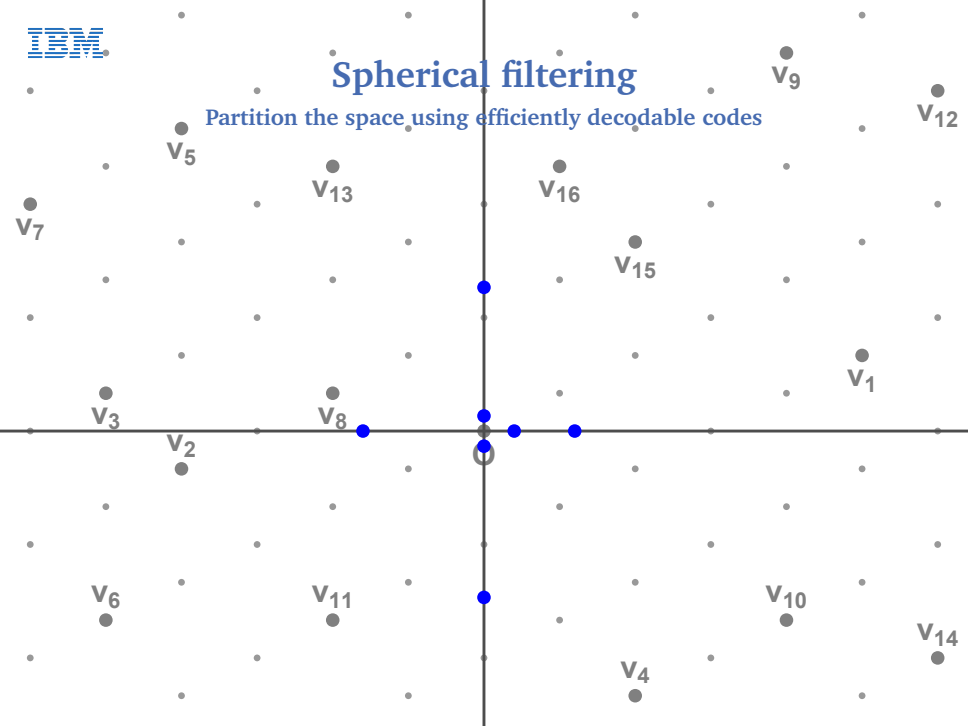 IBM
Spherical filtering
Partition the space using efficiently decodable codes
v9
v12
v5
v13
v16
v7
v15
v1
v3
v8
v2
O
v6
v11
v10
v14
v4